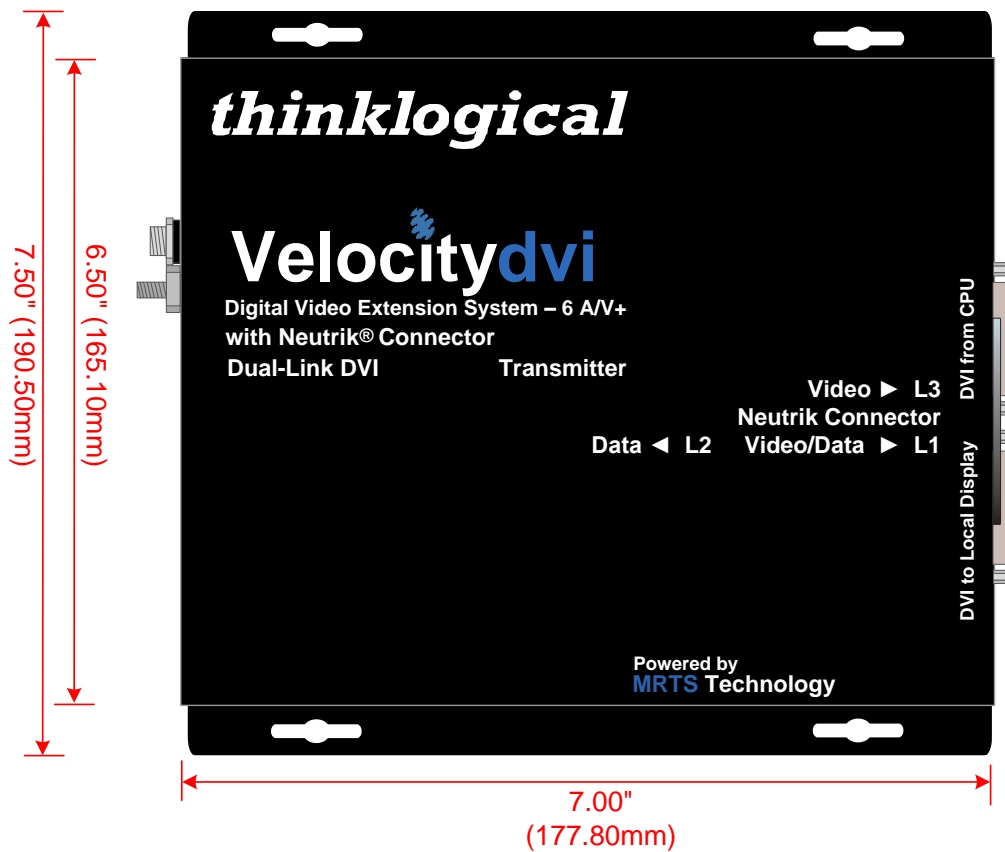 thinklogical
Velocitydvi
Digital Video Extension System – 6 A/V+
with Neutrik® Connector
Dual-Link DVI Transmitter
Video ► L3
Neutrik Connector
Data ◄ L2 Video/Data ► L1
DVI from CPU
DVI to Local Display
Powered by
MRTS Technology
7.50" (190.50mm)
6.50" (165.10mm)
7.00"
(177.80mm)